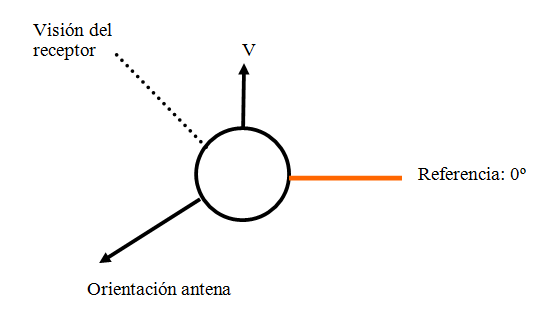 Visión del
receptor
V
Referencia: 0º
Orientación antena